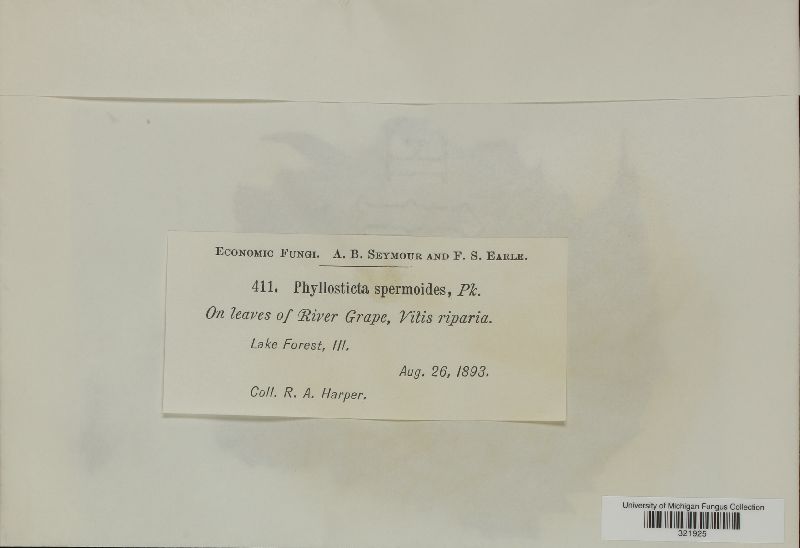 Economic Fungi. A. B. Seymour and F. S. Earle.
411. Phyllosticta spermoides, Pk.
On leaves of River Grape, Vitis riparia.
Lake Forest, Ill.
Aug. 26, 1893.
Coll. R. A. Harper.
University of Michigan Fungus Collection
321925